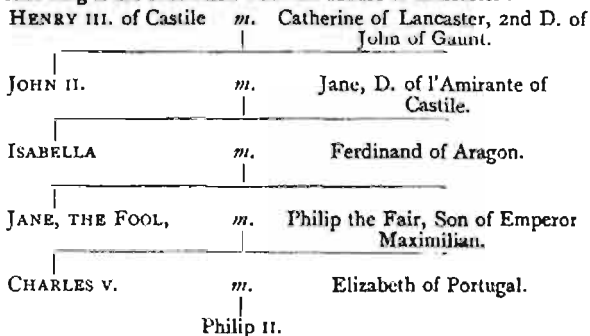 HENRY III. of Castile m. Catherine of Lancaster, 2nd D. of
John of Gaunt.
JOHN II. m. Jane, D. of l'Amirante of
Castile.
ISABELLA m. Ferdinand of Aragon.
JANE, THE FOOL, m. Philip the Fair, Son of Emperor
Maximilian.
CHARLES V. m. Elizabeth of Portugal.
Philip II.